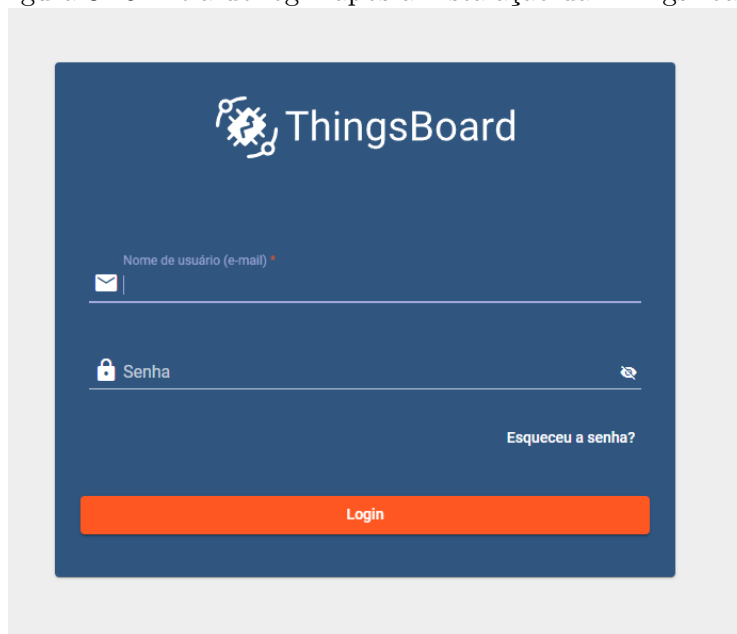 ThingsBoard
Nome de usuário (e-mail) *
Senha
Esqueceu a senha?
Login